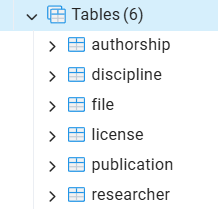 Tables (6)
authorship
discipline
file
license
publication
researcher